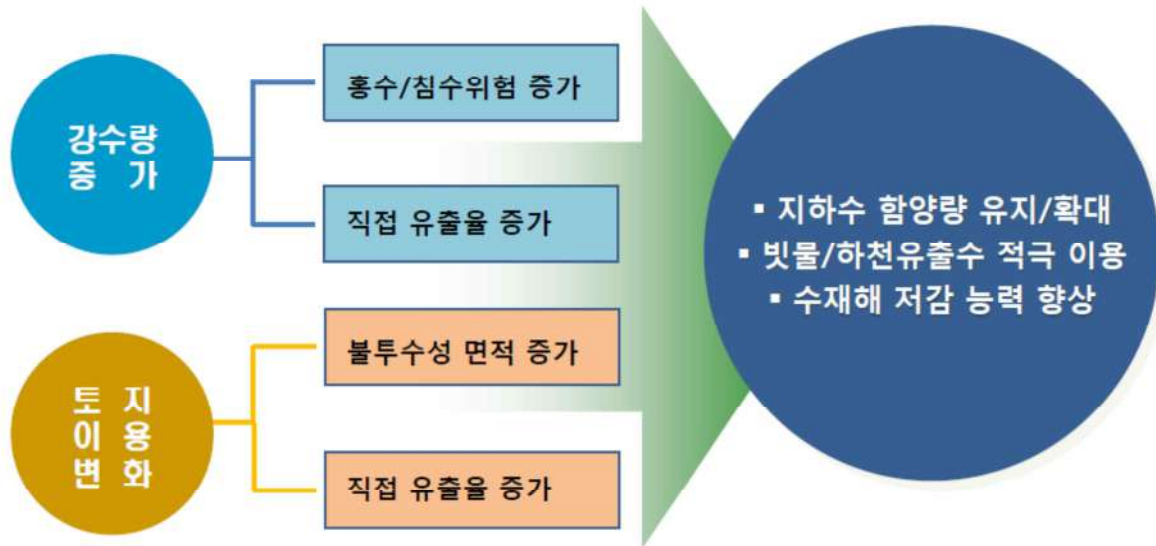 강수량
증 가
홍수/침수위험 증가
직접 유출율 증가
토 지
이 용
변 화
불투수성 면적 증가
직접 유출율 증가
▪ 지하수 함양량 유지/확대
▪ 빗물/하천유출수 적극 이용
▪ 수재해 저감 능력 향상